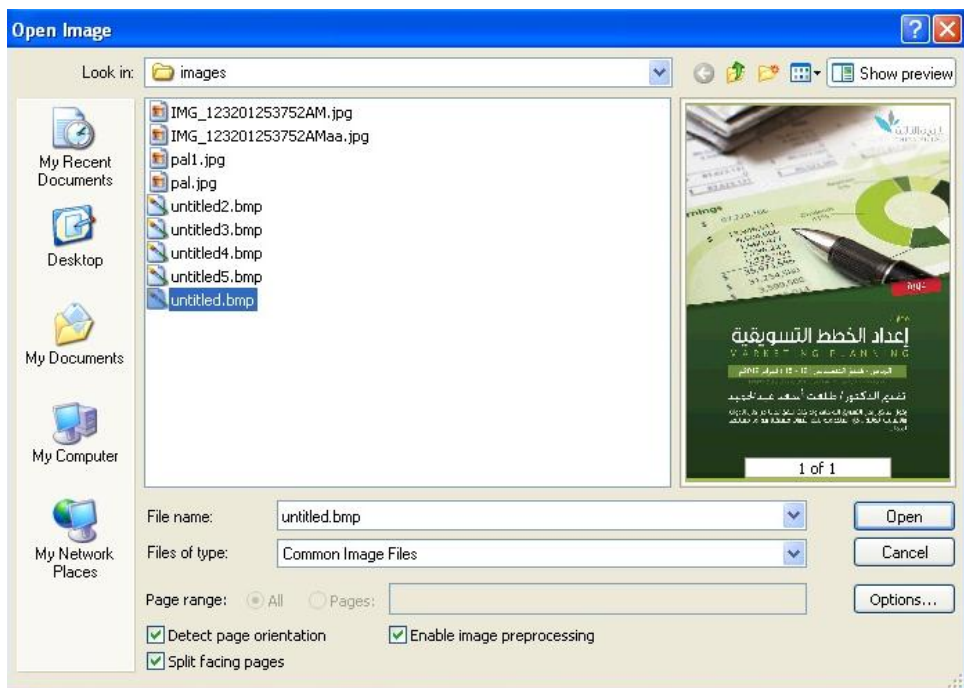 Open Image
Look in: images Show preview
IMG_123201253752AM.jpg
IMG_123201253752AMaa.jpg
pal1.jpg
pal.jpg
untitled2.bmp
untitled3.bmp
untitled4.bmp
untitled5.bmp
untitled.bmp
My Recent
Documents
Desktop
My Documents
My Computer
My Network
Places
دورة
إعداد الخطط التسويقية
MARKETING PLANNING
تقديم الدكتور / طلعت أسعد عبدالحميد
1 of 1
File name: untitled.bmp Open
Files of type: Common Image Files Cancel
Page range: All Pages: Options...
Detect page orientation Enable image preprocessing
Split facing pages